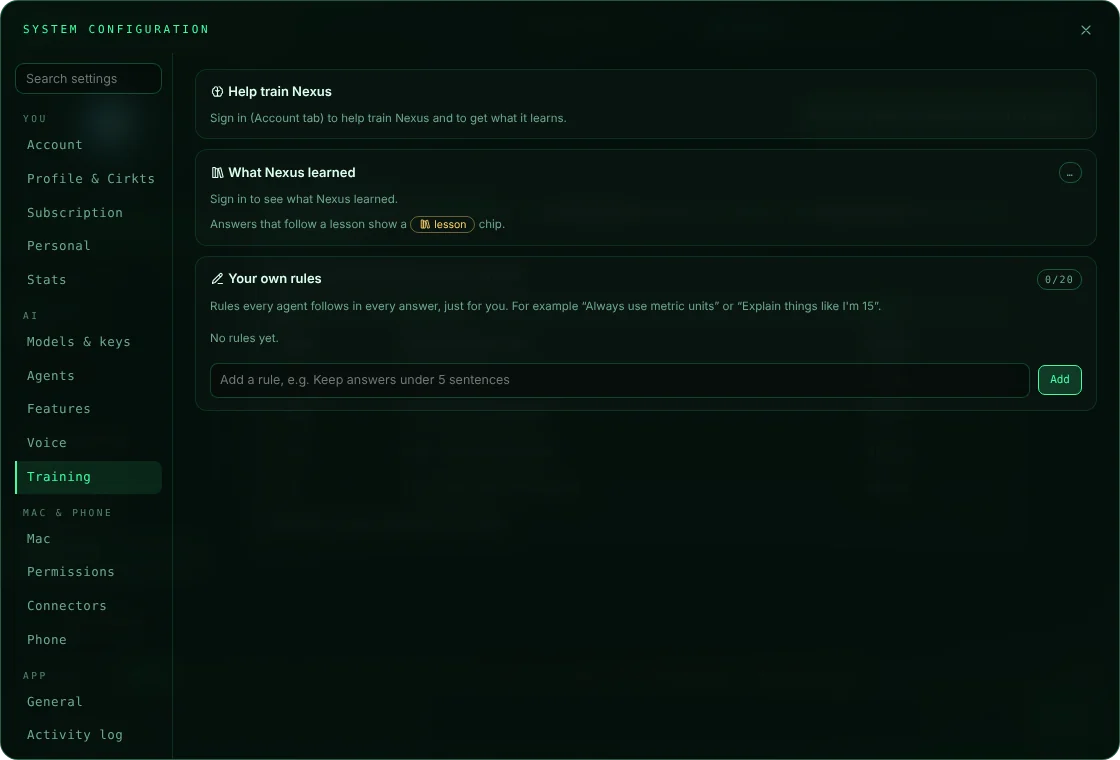 SYSTEM CONFIGURATION
Search settings
YOU
Account
Profile & Cirkts
Subscription
Personal
Stats
AI
Models & keys
Agents
Features
Voice
Training
MAC & PHONE
Mac
Permissions
Connectors
Phone
APP
General
Activity log
Help train Nexus
Sign in (Account tab) to help train Nexus and to get what it learns.
What Nexus learned
…
Sign in to see what Nexus learned.
Answers that follow a lesson show a lesson chip.
Your own rules
0/20
Rules every agent follows in every answer, just for you. For example “Always use metric units” or “Explain things like I'm 15”.
No rules yet.
Add a rule, e.g. Keep answers under 5 sentences
Add